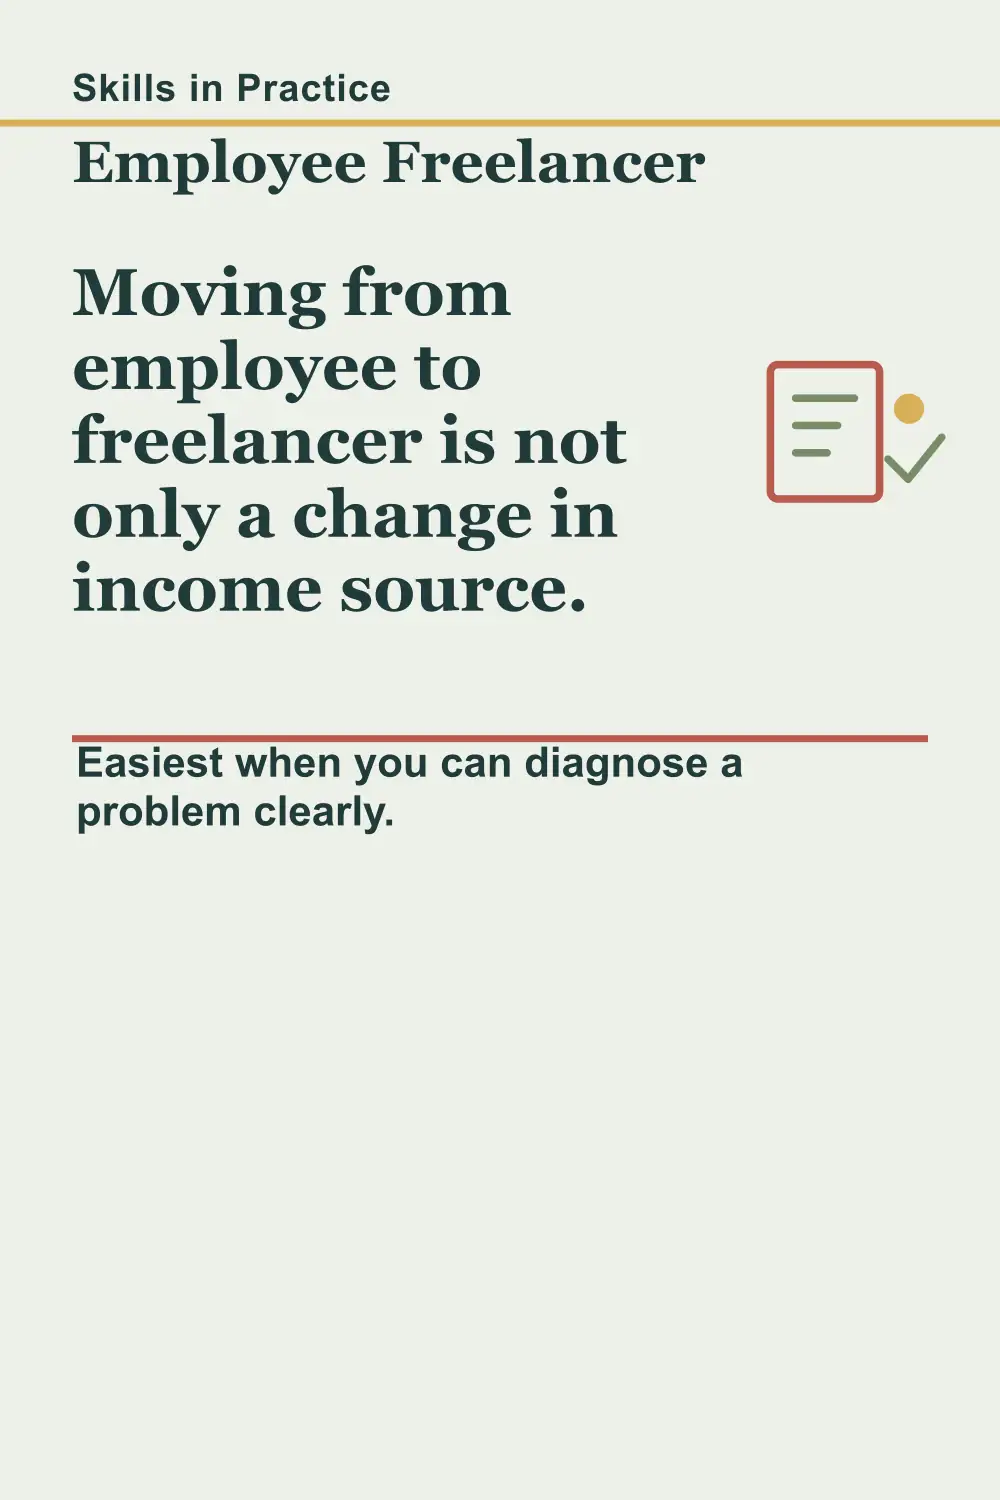 Skills in Practice
Employee Freelancer
Moving from
employee to
freelancer is not
only a change in
income source.
Easiest when you can diagnose a
problem clearly.